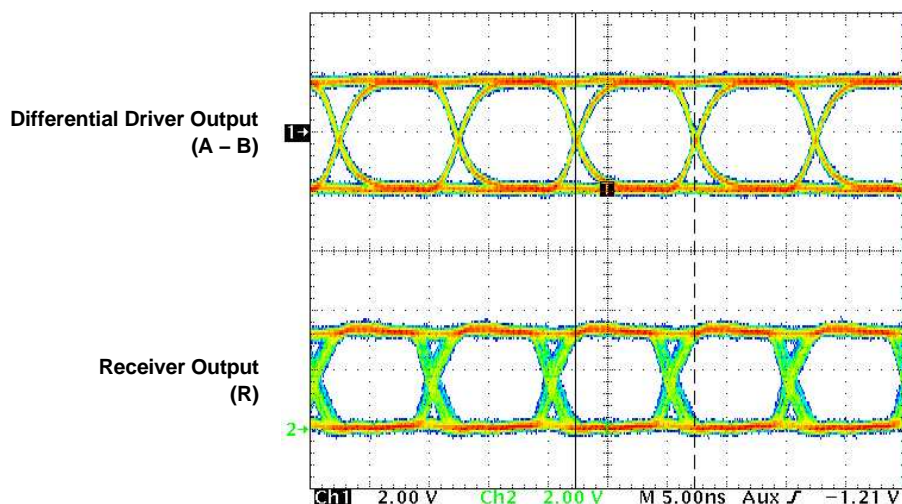 Differential Driver Output
(A – B)
1→
T
Receiver Output
(R)
2→
Ch1 2.00 V Ch2 2.00 V M 5.00ns Aux ∫ −1.21 V